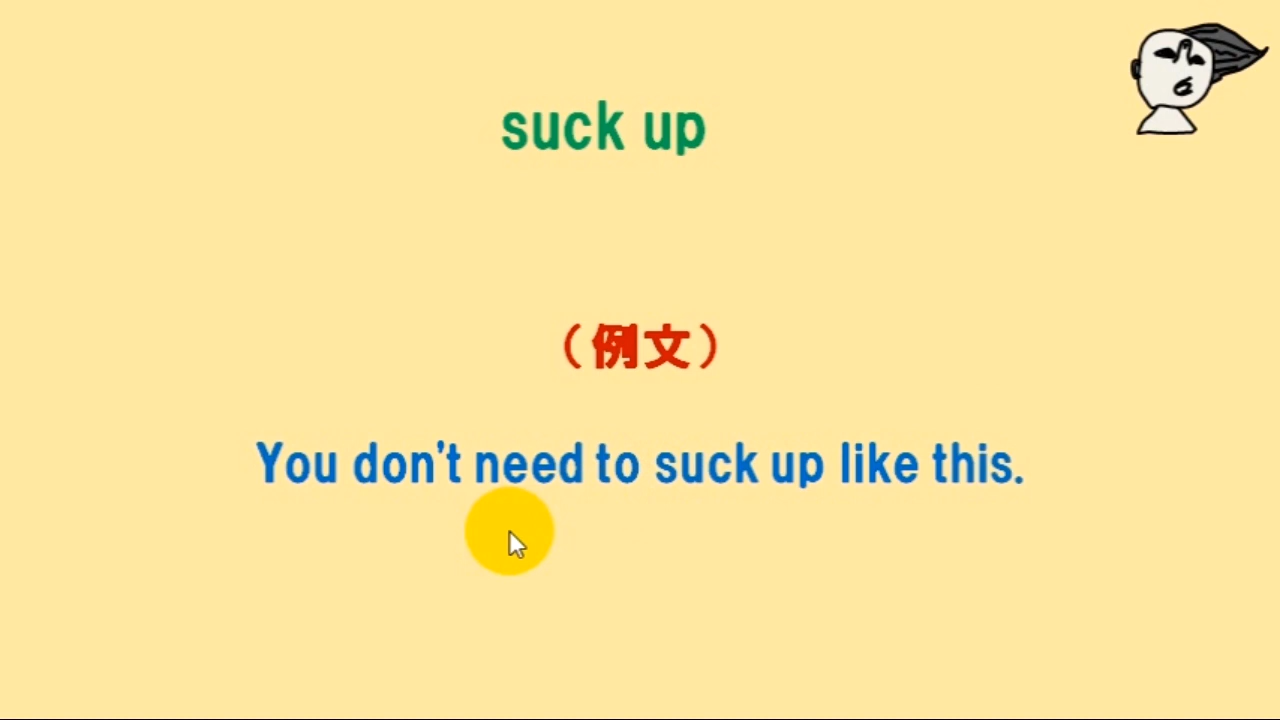 suck up
（例文）
You don't need to suck up like this.